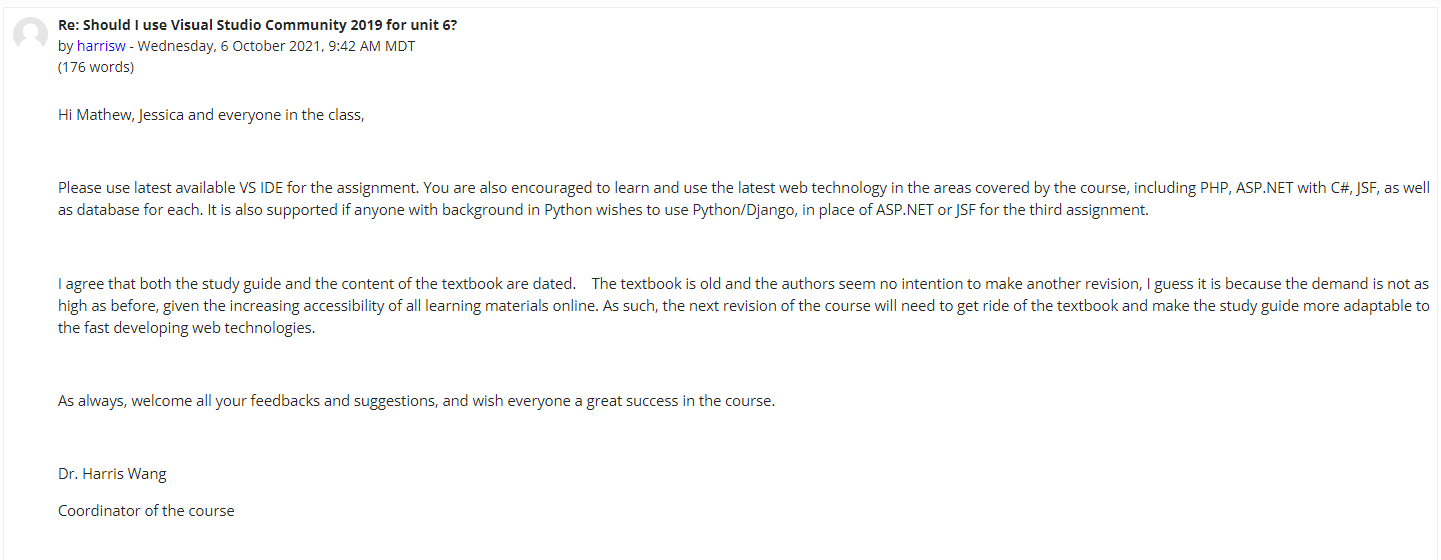 Re: Should I use Visual Studio Community 2019 for unit 6?
by harrisw - Wednesday, 6 October 2021, 9:42 AM MDT
(176 words)
Hi Mathew, Jessica and everyone in the class,
Please use latest available VS IDE for the assignment. You are also encouraged to learn and use the latest web technology in the areas covered by the course, including PHP, ASP.NET with C#, JSF, as well
as database for each. It is also supported if anyone with background in Python wishes to use Python/Django, in place of ASP.NET or JSF for the third assignment.
I agree that both the study guide and the content of the textbook are dated.    The textbook is old and the authors seem no intention to make another revision, I guess it is because the demand is not as
high as before, given the increasing accessibility of all learning materials online. As such, the next revision of the course will need to get ride of the textbook and make the study guide more adaptable to
the fast developing web technologies.
As always, welcome all your feedbacks and suggestions, and wish everyone a great success in the course.
Dr. Harris Wang
Coordinator of the course